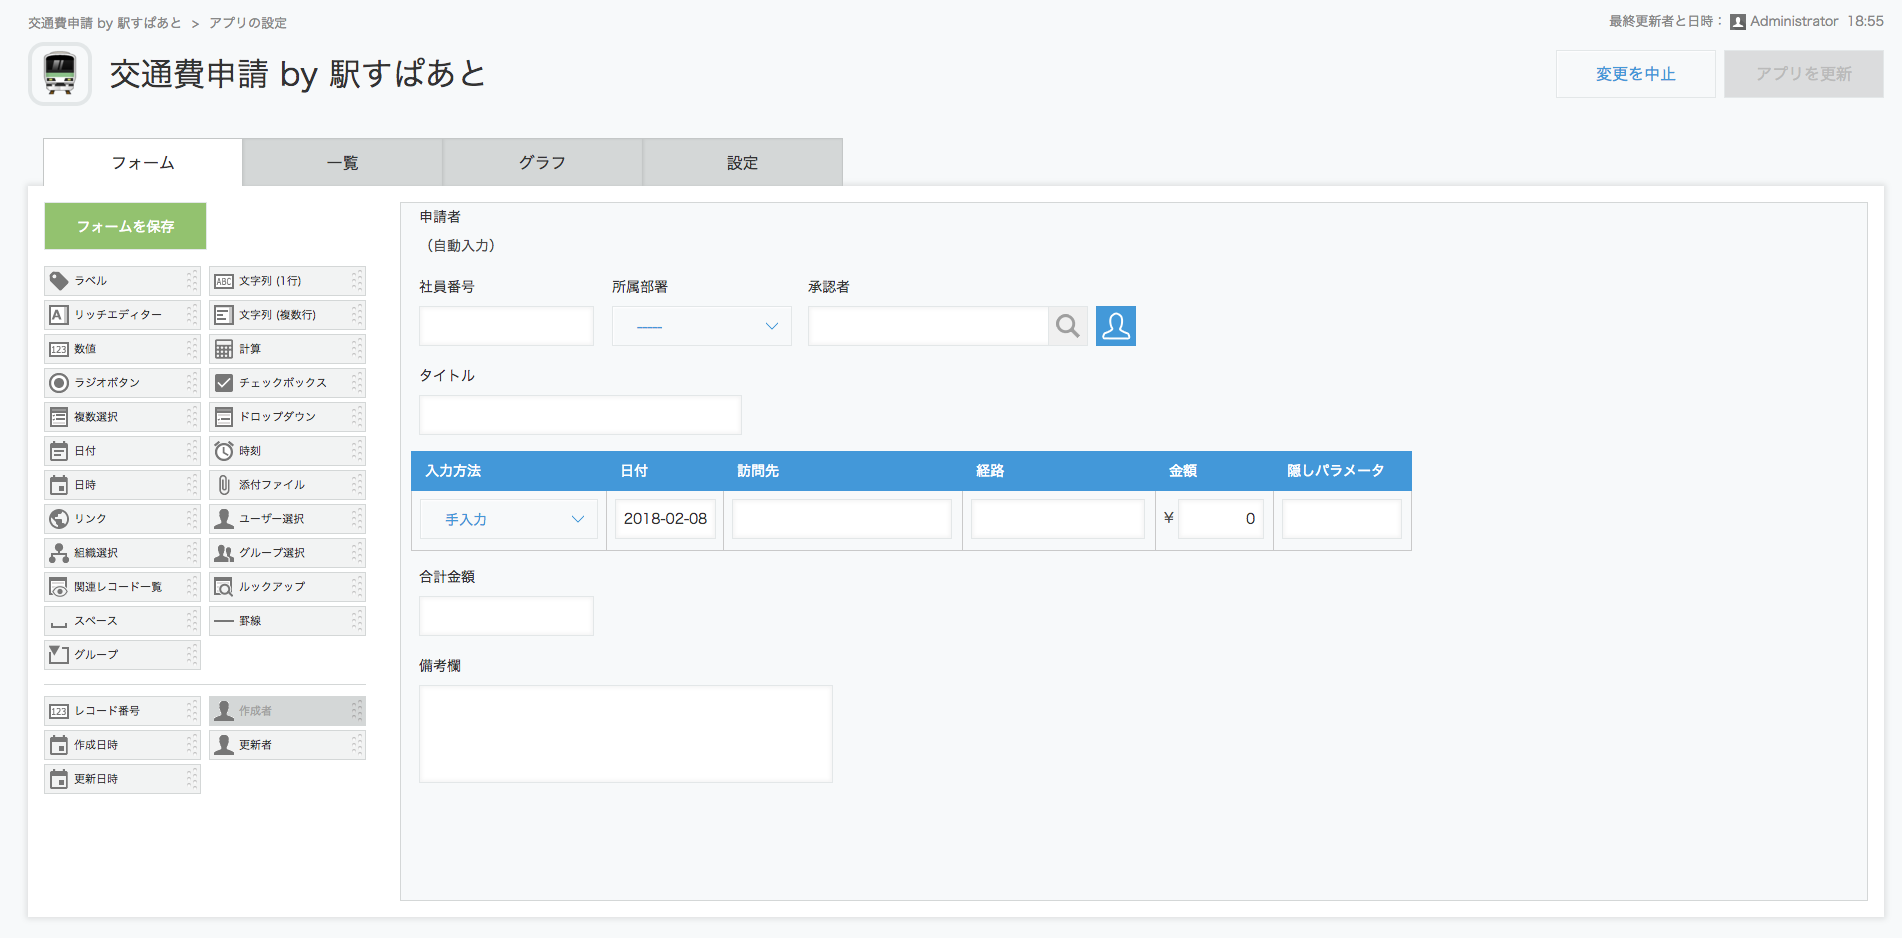 交通費申請 by 駅すぱあと > アプリの設定
最終更新者と日時： Administrator 18:55
交通費申請 by 駅すぱあと
変更を中止
アプリを更新
フォーム
一覧
グラフ
設定
フォームを保存
ラベル
文字列 (1行)
リッチエディター
文字列 (複数行)
数値
計算
ラジオボタン
チェックボックス
複数選択
ドロップダウン
日付
時刻
日時
添付ファイル
リンク
ユーザー選択
組織選択
グループ選択
関連レコード一覧
ルックアップ
スペース
罫線
グループ
レコード番号
作成者
作成日時
更新者
更新日時
申請者
（自動入力）
社員番号
所属部署
承認者
-----
タイトル
入力方法 日付 訪問先 経路 金額 隠しパラメータ
手入力 2018-02-08 ¥ 0
合計金額
備考欄